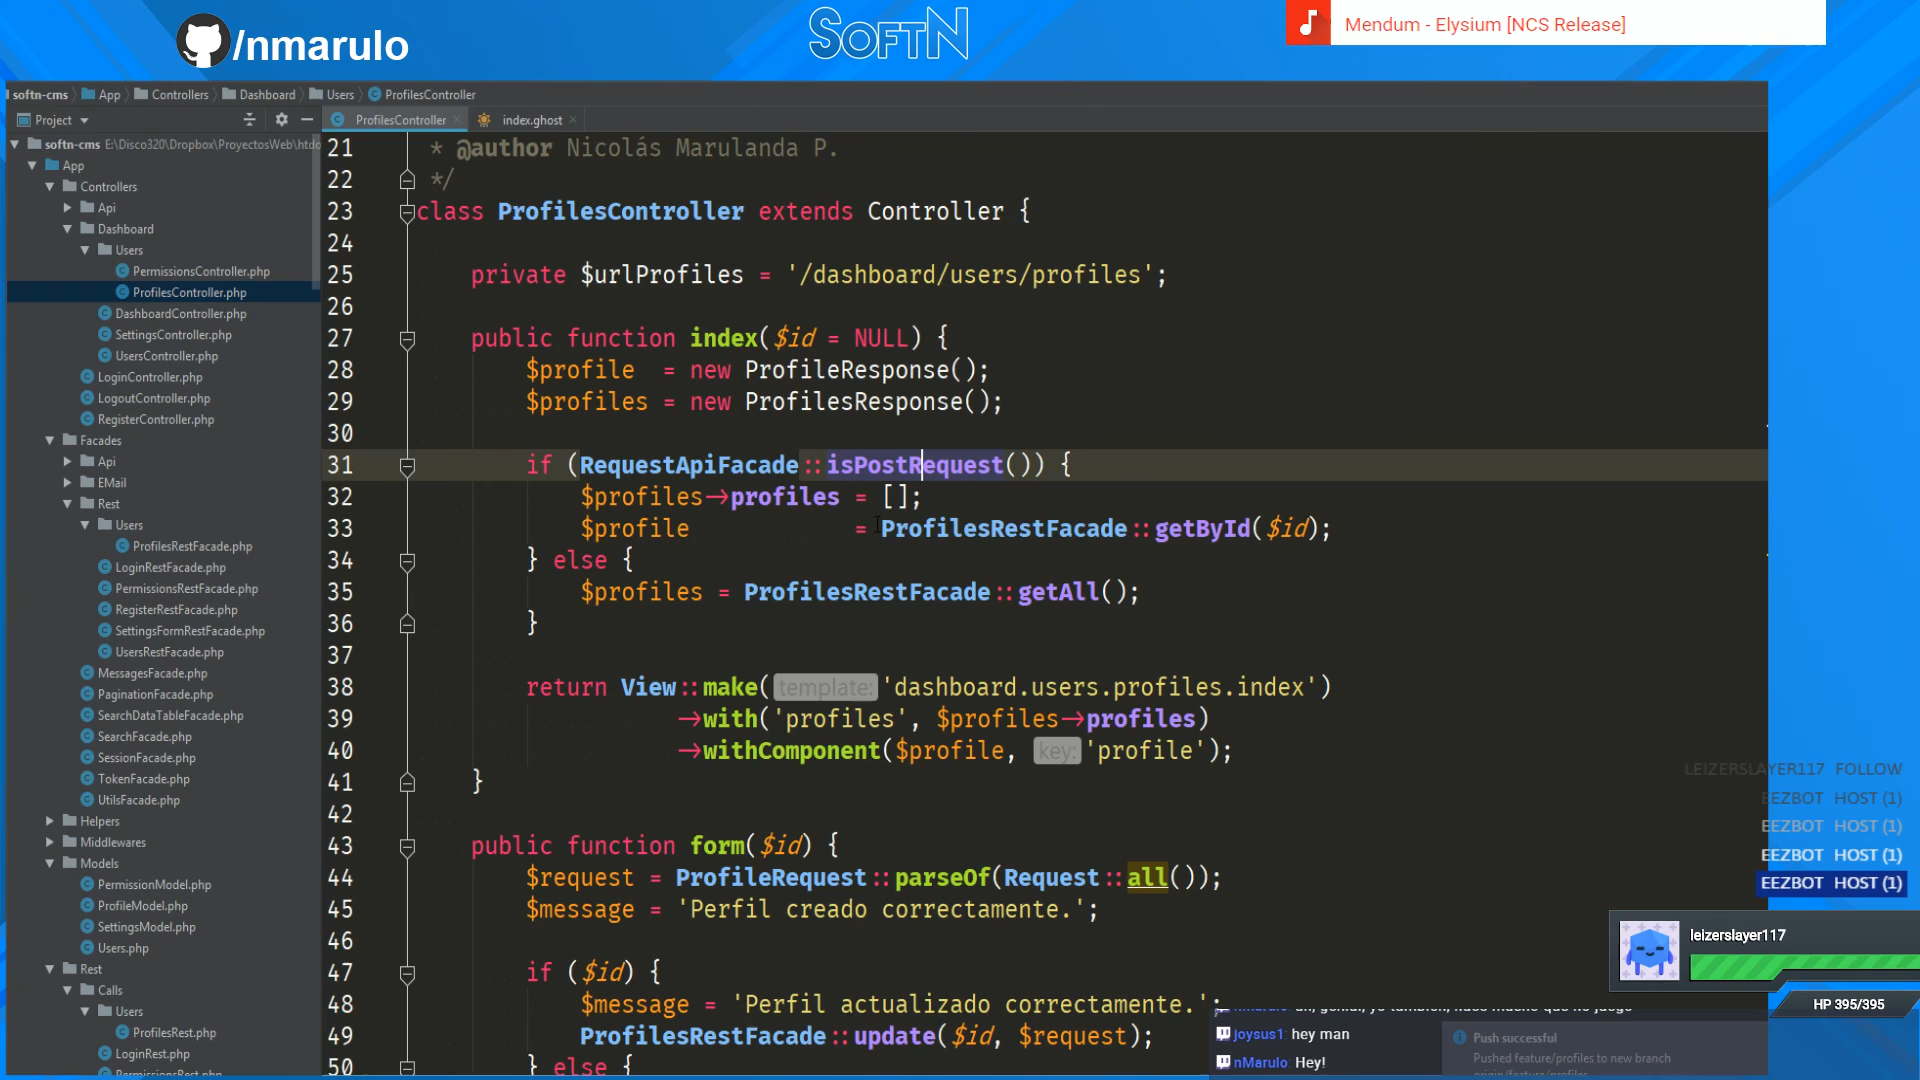 /nmarulo
SOFTN
Mendum - Elysium [NCS Release]
softn-cms App Controllers Dashboard Users ProfilesController
Project
ProfilesController
index.ghost
softn-cms E:\Disco320\Dropbox\ProyectosWeb\htdo
App
Controllers
Api
Dashboard
Users
PermissionsController.php
ProfilesController.php
DashboardController.php
SettingsController.php
UsersController.php
LoginController.php
LogoutController.php
RegisterController.php
Facades
Api
EMail
Rest
Users
ProfilesRestFacade.php
LoginRestFacade.php
PermissionsRestFacade.php
RegisterRestFacade.php
SettingsFormRestFacade.php
UsersRestFacade.php
MessagesFacade.php
PaginationFacade.php
SearchDataTableFacade.php
SearchFacade.php
SessionFacade.php
TokenFacade.php
UtilsFacade.php
Helpers
Middlewares
Models
PermissionModel.php
ProfileModel.php
SettingsModel.php
Users.php
Rest
Calls
Users
ProfilesRest.php
LoginRest.php
PermissionsRest.php
21 * @author Nicolás Marulanda P.
22 */
23 class ProfilesController extends Controller {
24
25 private $urlProfiles = '/dashboard/users/profiles';
26
27 public function index($id = NULL) {
28 $profile = new ProfileResponse();
29 $profiles = new ProfilesResponse();
30
31 if (RequestApiFacade::isPostRequest()) {
32 $profiles->profiles = [];
33 $profile = ProfilesRestFacade::getById($id);
34 } else {
35 $profiles = ProfilesRestFacade::getAll();
36 }
37
38 return View::make( template: 'dashboard.users.profiles.index')
39 ->with('profiles', $profiles->profiles)
40 ->withComponent($profile, key: 'profile');
41 }
42
43 public function form($id) {
44 $request = ProfileRequest::parseOf(Request::all());
45 $message = 'Perfil creado correctamente.';
46
47 if ($id) {
48 $message = 'Perfil actualizado correctamente.';
49 ProfilesRestFacade::update($id, $request);
50 } else {
LEIZERSLAYER117 FOLLOW
EEZBOT HOST (1)
EEZBOT HOST (1)
EEZBOT HOST (1)
EEZBOT HOST (1)
leizerslayer117
HP 395/395
joysus1: hey man
nMarulo: Hey!
Push successful
Pushed feature/profiles to new branch
origin/feature/profiles